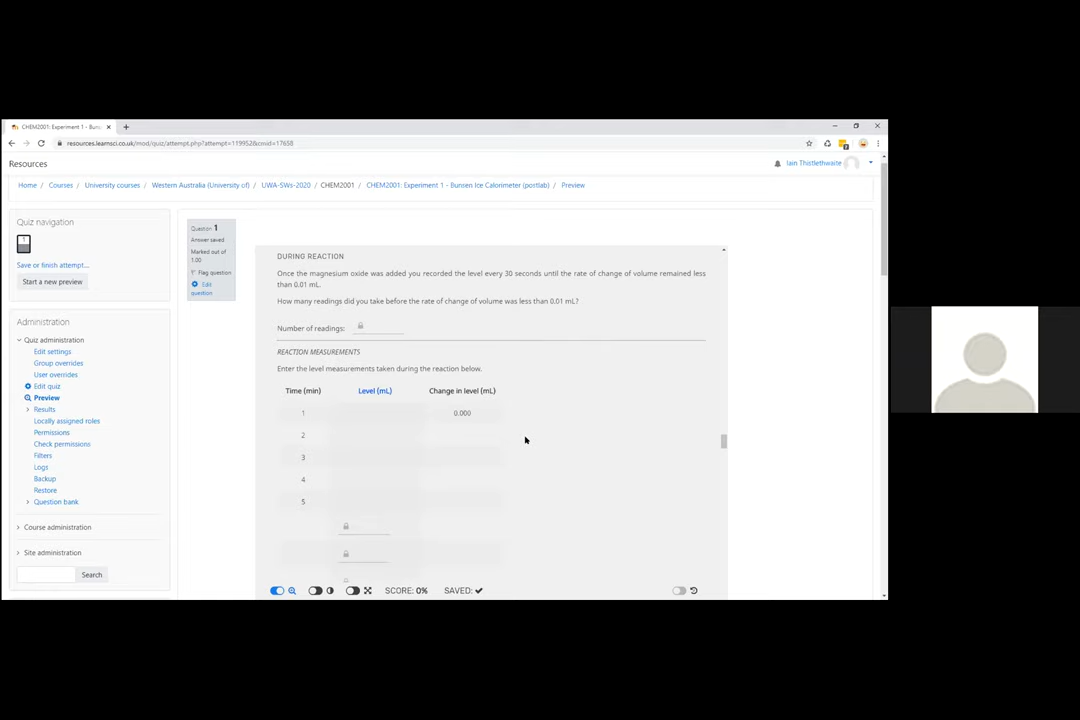 CHEM2001: Experiment 1 - Buns
resources.learnsci.co.uk/mod/quiz/attempt.php?attempt=119952&cmid=17658
Resources
Iain Thistlethwaite
Home / Courses / University courses / Western Australia (University of) / UWA-SWs-2020 / CHEM2001 / CHEM2001: Experiment 1 - Bunsen Ice Calorimeter (postlab) / Preview
Quiz navigation
1
Save or finish attempt...
Start a new preview
Administration
Quiz administration
Edit settings
Group overrides
User overrides
Edit quiz
Preview
Results
Locally assigned roles
Permissions
Check permissions
Filters
Logs
Backup
Restore
Question bank
Course administration
Site administration
Search
Question 1
Answer saved
Marked out of
1.00
Flag question
Edit
question
DURING REACTION
Once the magnesium oxide was added you recorded the level every 30 seconds until the rate of change of volume remained less
than 0.01 mL.
How many readings did you take before the rate of change of volume was less than 0.01 mL?
Number of readings:
REACTION MEASUREMENTS
Enter the level measurements taken during the reaction below.
Time (min) Level (mL) Change in level (mL)
1 0.000
2
3
4
5
SCORE: 0% SAVED: